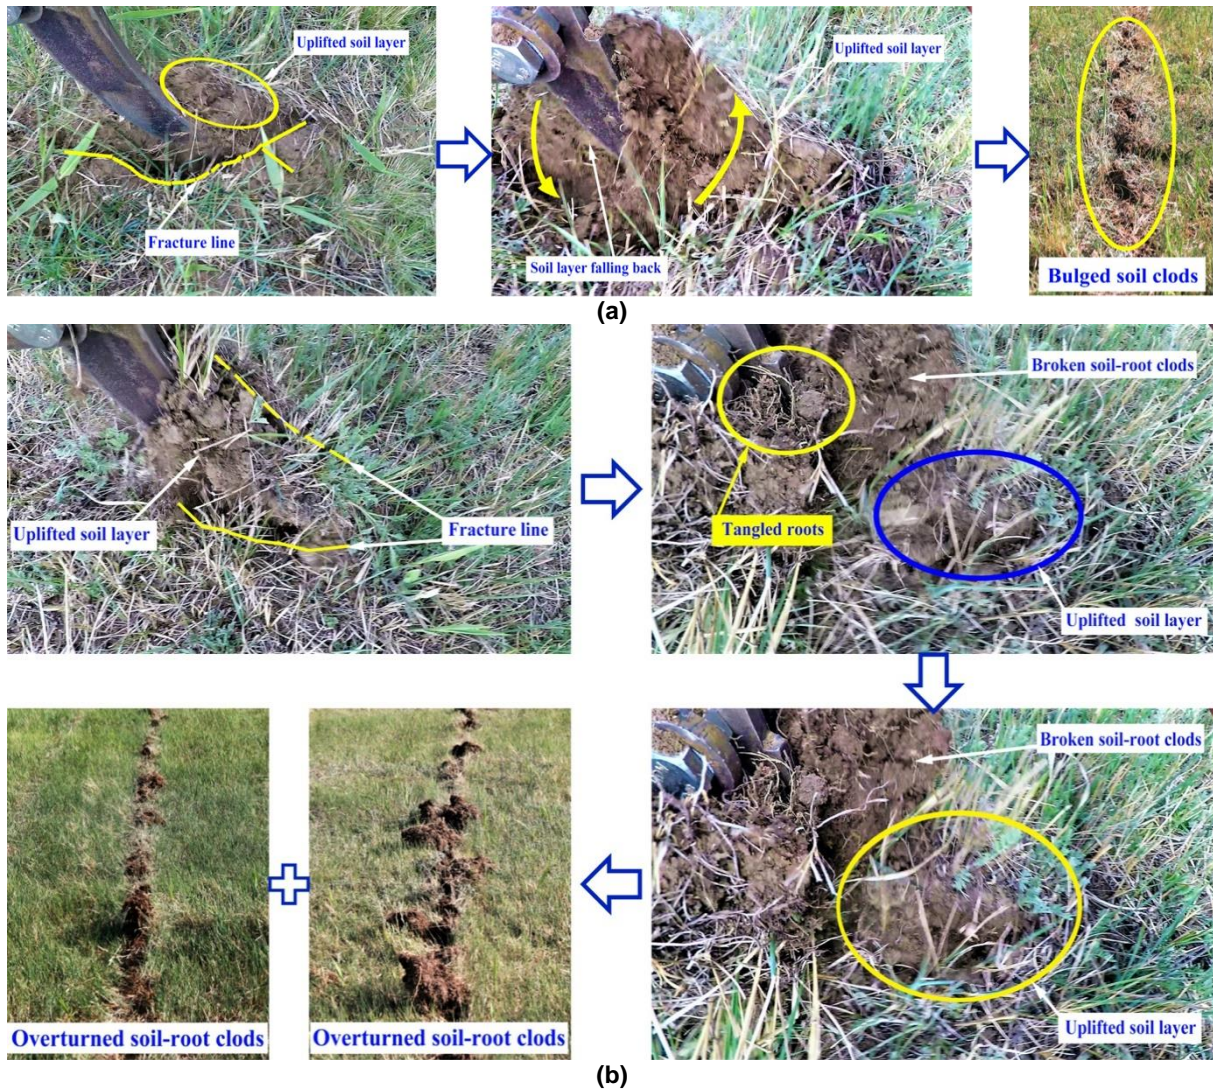 Uplifted soil layer
Fracture line
Uplifted soil layer
Soil layer falling back
Bulged soil clods
(a)
Uplifted soil layer
Fracture line
Broken soil-root clods
Tangled roots
Uplifted soil layer
Broken soil-root clods
Uplifted soil layer
Overturned soil-root clods
Overturned soil-root clods
(b)